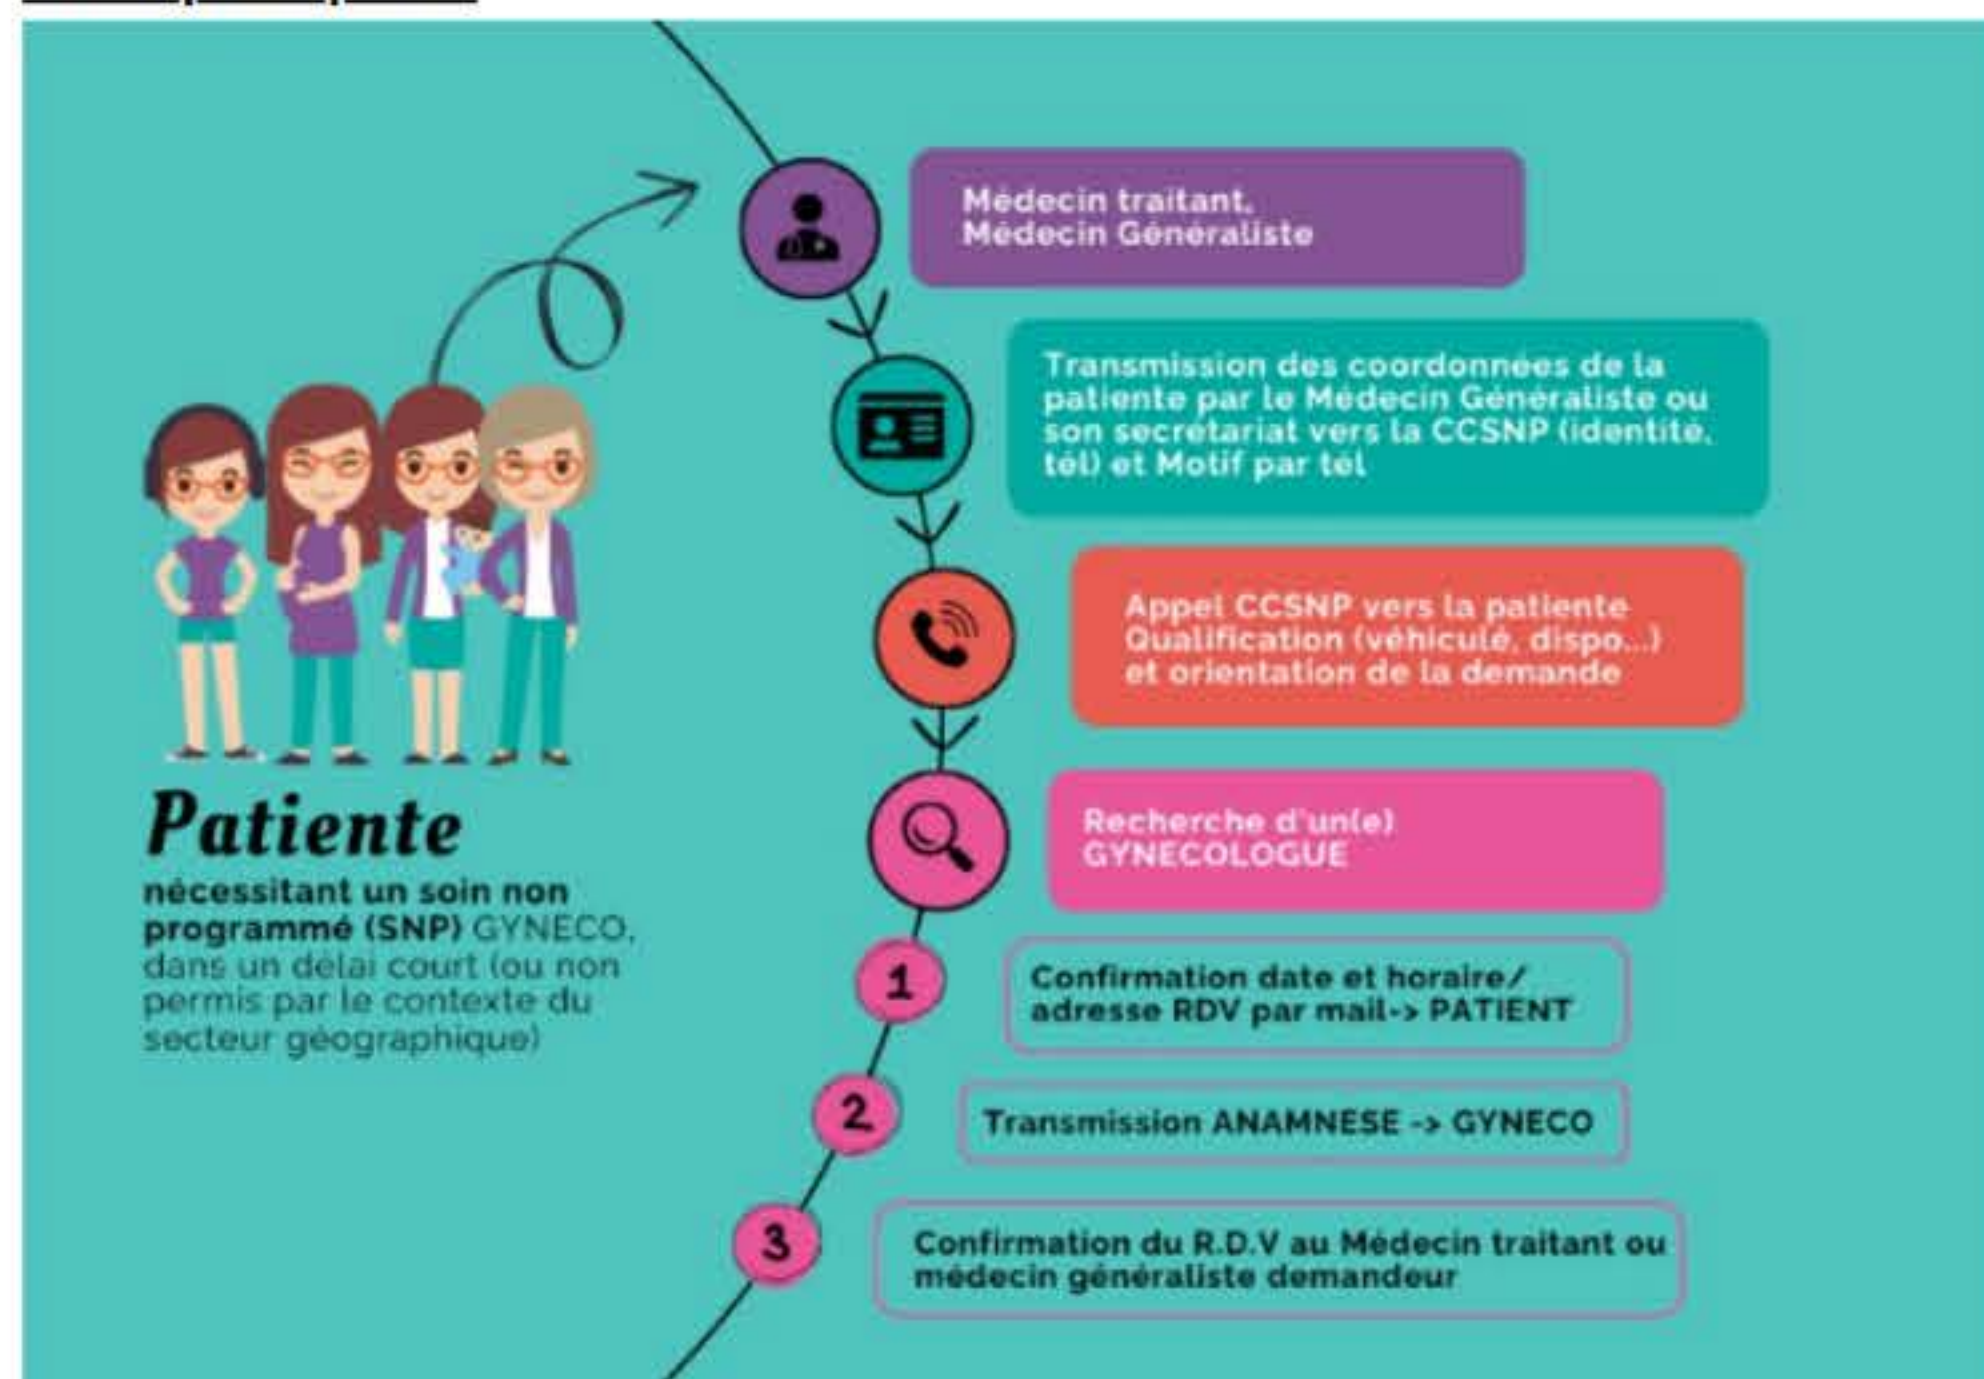 Patiente
nécessitant un soin non
programmé (SNP) GYNECO,
dans un délai court (ou non
permis par le contexte du
secteur géographique)
Médecin traitant,
Médecin Généraliste
Transmission des coordonnées de la
patiente par le Médecin Généraliste ou
son secrétariat vers la CCSNP (identité,
tél) et Motif par tél
Appel CCSNP vers la patiente
Qualification (véhiculé, dispo...)
et orientation de la demande
Recherche d'un(e)
GYNECOLOGUE
1
Confirmation date et horaire/
adresse RDV par mail-> PATIENT
2
Transmission ANAMNESE -> GYNECO
3
Confirmation du R.D.V au Médecin traitant ou
médecin généraliste demandeur